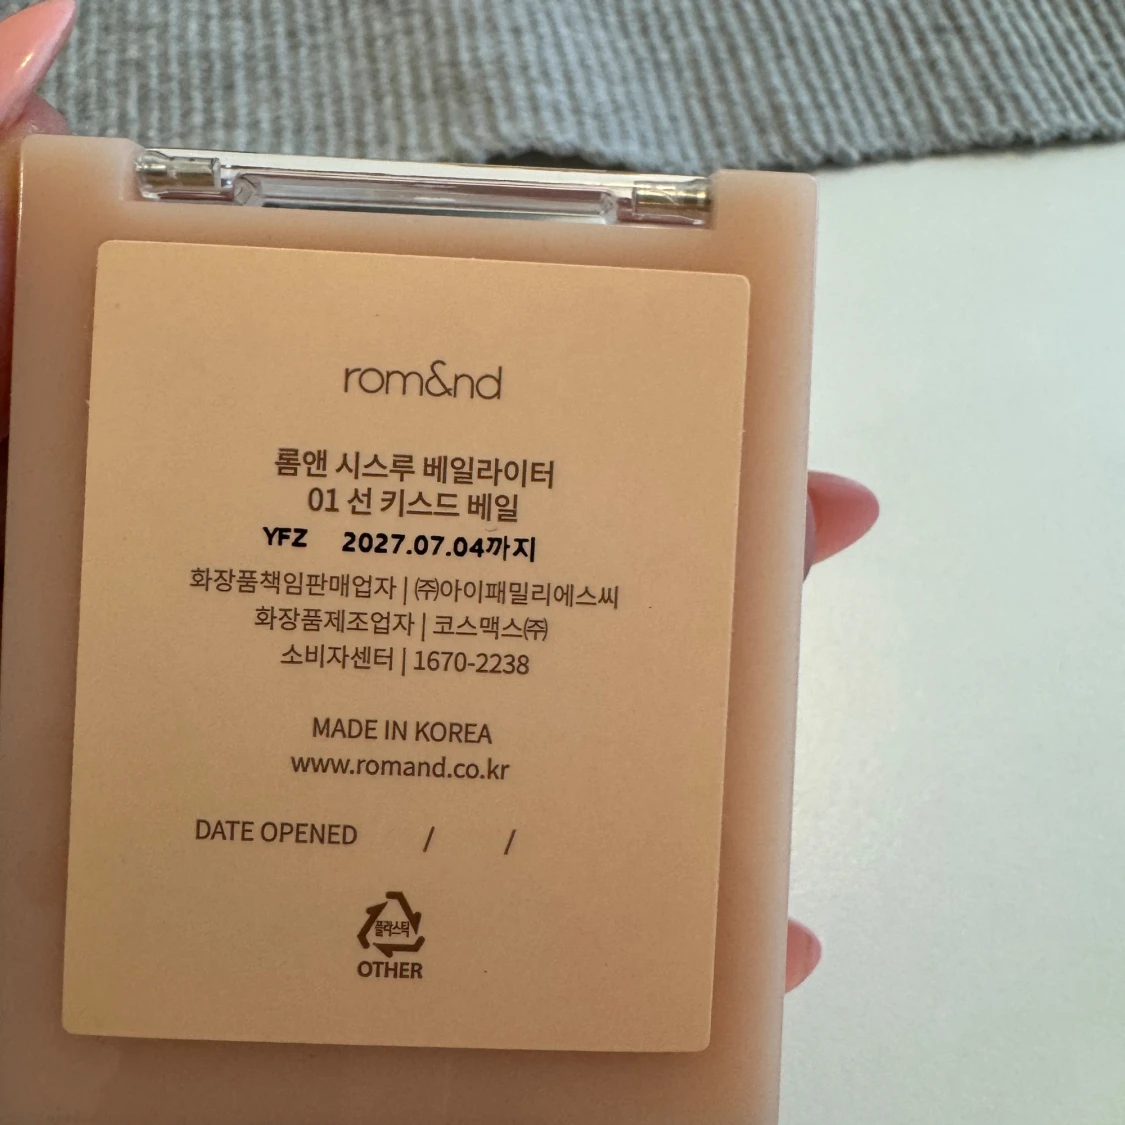 rom&nd
롬앤 시스루 베일라이터
01 선 키스드 베일
YFZ 2027.07.04까지
화장품책임판매업자 | ㈜아이패밀리에스씨
화장품제조업자 | 코스맥스㈜
소비자센터 | 1670-2238
MADE IN KOREA
www.romand.co.kr
DATE OPENED / /
플라스틱
OTHER